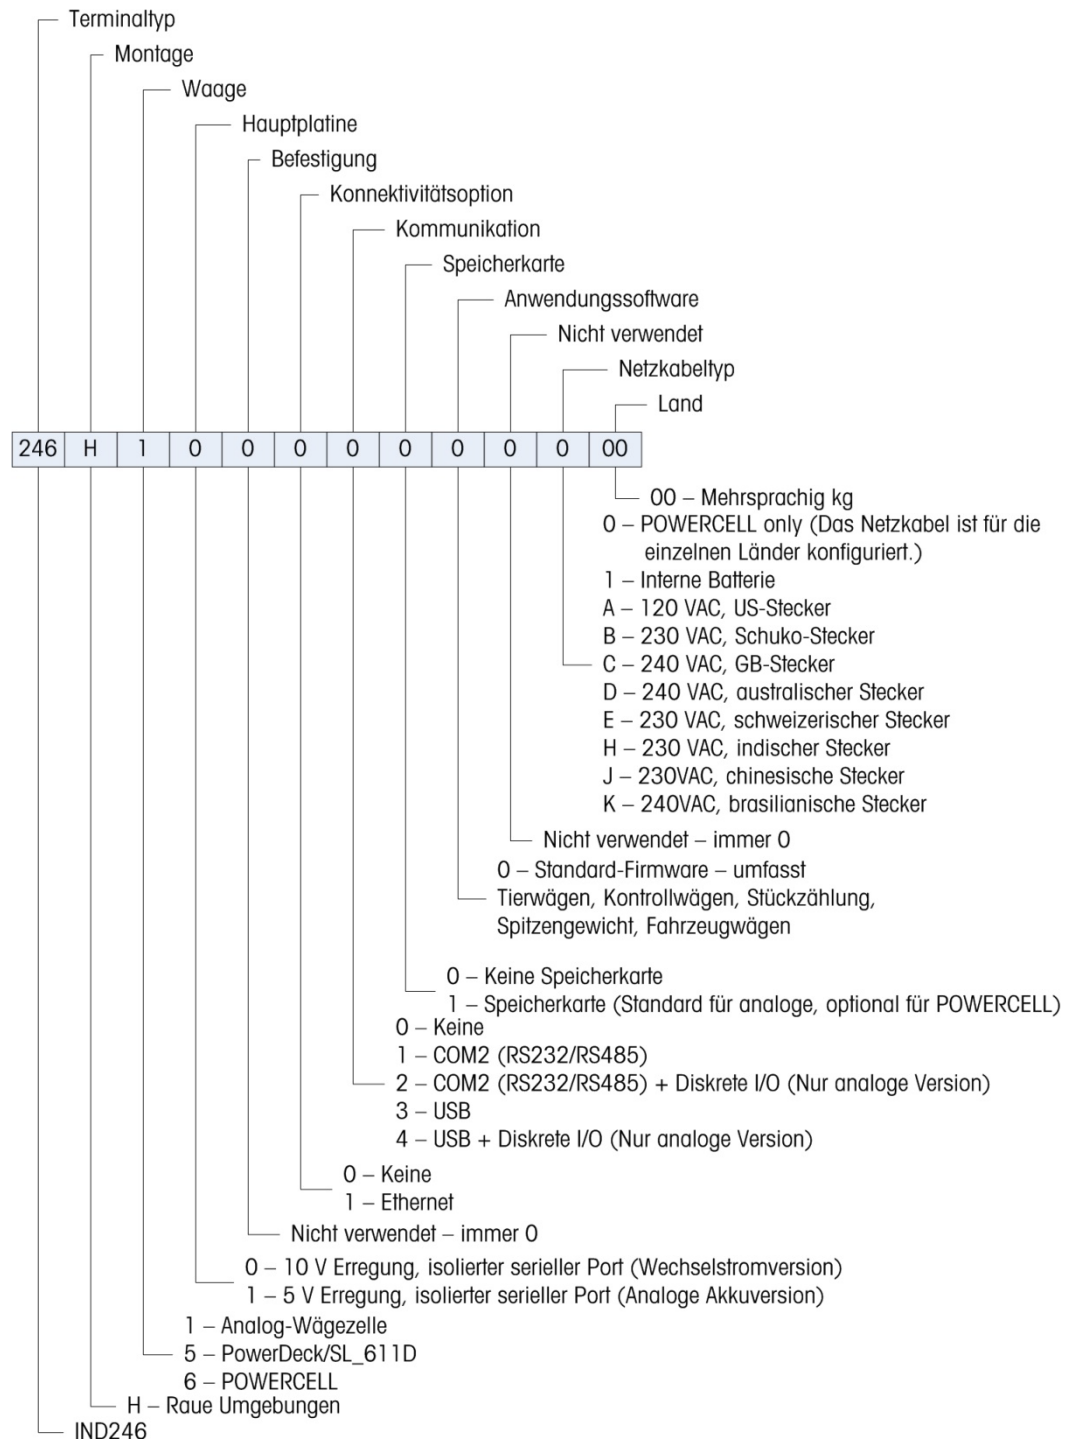 Terminaltyp
Montage
Waage
Hauptplatine
Befestigung
Konnektivitätsoption
Kommunikation
Speicherkarte
Anwendungssoftware
Nicht verwendet
Netzkabeltyp
Land
246 H 1 0 0 0 0 0 0 0 0 00
00 – Mehrsprachig kg
0 – POWERCELL only (Das Netzkabel ist für die
einzelnen Länder konfiguriert.)
1 – Interne Batterie
A – 120 VAC, US-Stecker
B – 230 VAC, Schuko-Stecker
C – 240 VAC, GB-Stecker
D – 240 VAC, australischer Stecker
E – 230 VAC, schweizerischer Stecker
H – 230 VAC, indischer Stecker
J – 230VAC, chinesische Stecker
K – 240VAC, brasilianische Stecker
Nicht verwendet – immer 0
0 – Standard-Firmware – umfasst
Tierwägen, Kontrollwägen, Stückzählung,
Spitzengewicht, Fahrzeugwägen
0 – Keine Speicherkarte
1 – Speicherkarte (Standard für analoge, optional für POWERCELL)
0 – Keine
1 – COM2 (RS232/RS485)
2 – COM2 (RS232/RS485) + Diskrete I/O (Nur analoge Version)
3 – USB
4 – USB + Diskrete I/O (Nur analoge Version)
0 – Keine
1 – Ethernet
Nicht verwendet – immer 0
0 – 10 V Erregung, isolierter serieller Port (Wechselstromversion)
1 – 5 V Erregung, isolierter serieller Port (Analoge Akkuversion)
1 – Analog-Wägezelle
5 – PowerDeck/SL_611D
6 – POWERCELL
H – Raue Umgebungen
IND246